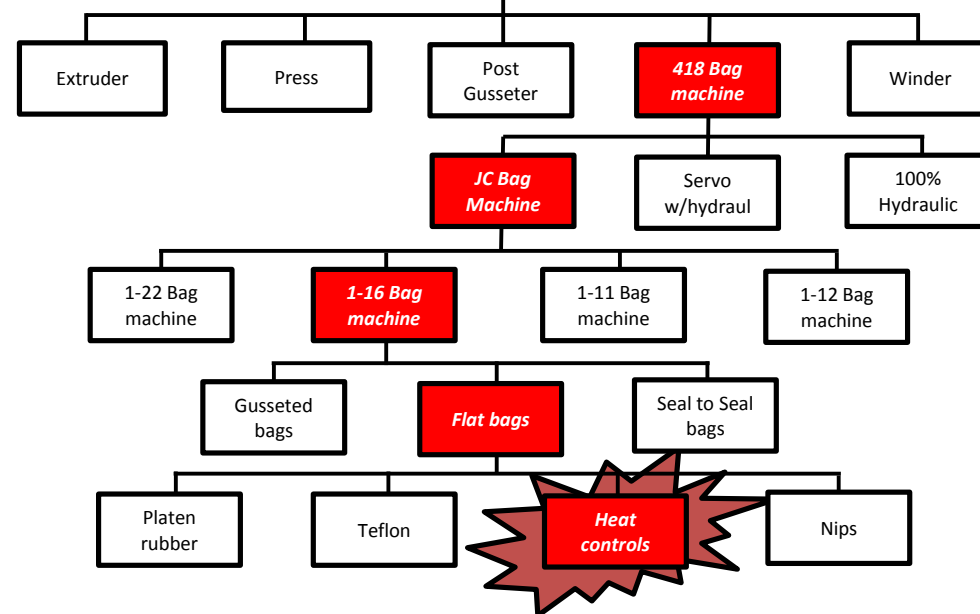 Extruder
Press
Post
Gusseter
418 Bag
machine
Winder
JC Bag
Machine
Servo
w/hydraul
100%
Hydraulic
1-22 Bag
machine
1-16 Bag
machine
1-11 Bag
machine
1-12 Bag
machine
Gusseted
bags
Flat bags
Seal to Seal
bags
Platen
rubber
Teflon
Heat
controls
Nips